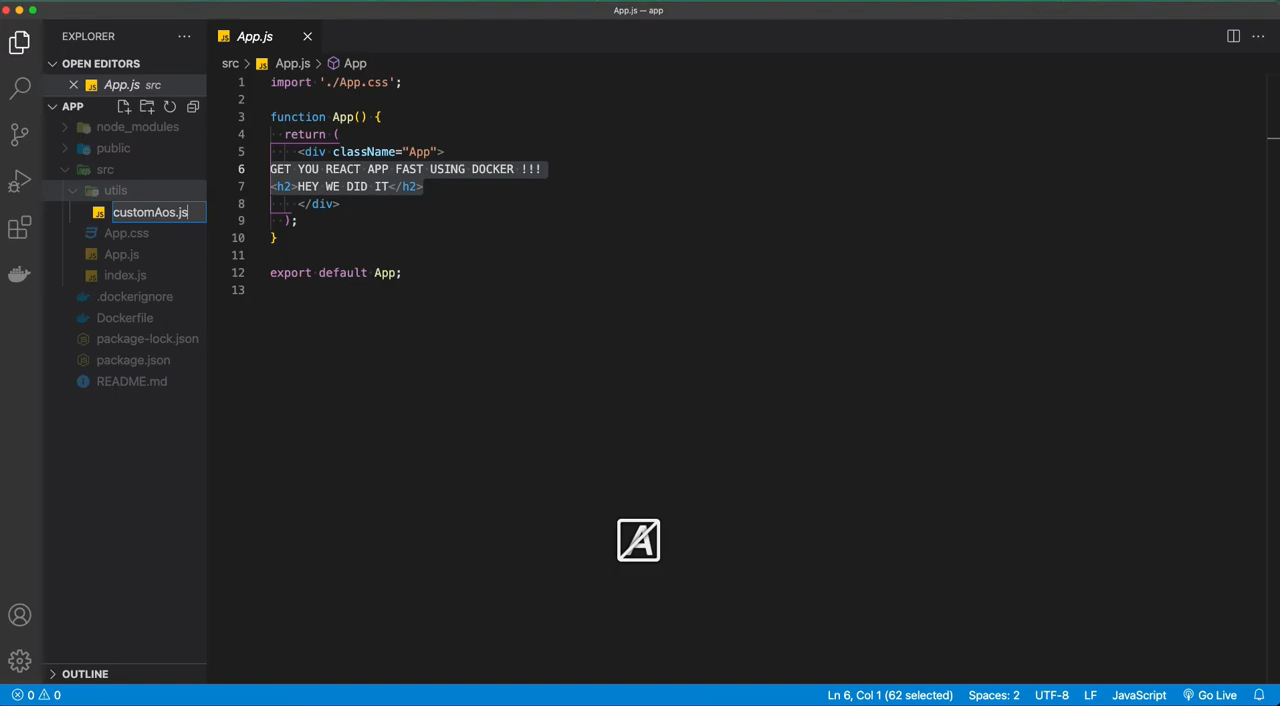 App.js — app
EXPLORER
OPEN EDITORS
App.js src
APP
node_modules
public
src
utils
customAos.js
App.css
App.js
index.js
.dockerignore
Dockerfile
package-lock.json
package.json
README.md
OUTLINE
App.js
src > App.js > App
1 import './App.css';
2
3 function App() {
4 return (
5 <div className="App">
6 GET YOU REACT APP FAST USING DOCKER !!!
7 <h2>HEY WE DID IT</h2>
8 </div>
9 );
10 }
11
12 export default App;
13
A
0 0
Ln 6, Col 1 (62 selected) Spaces: 2 UTF-8 LF JavaScript Go Live